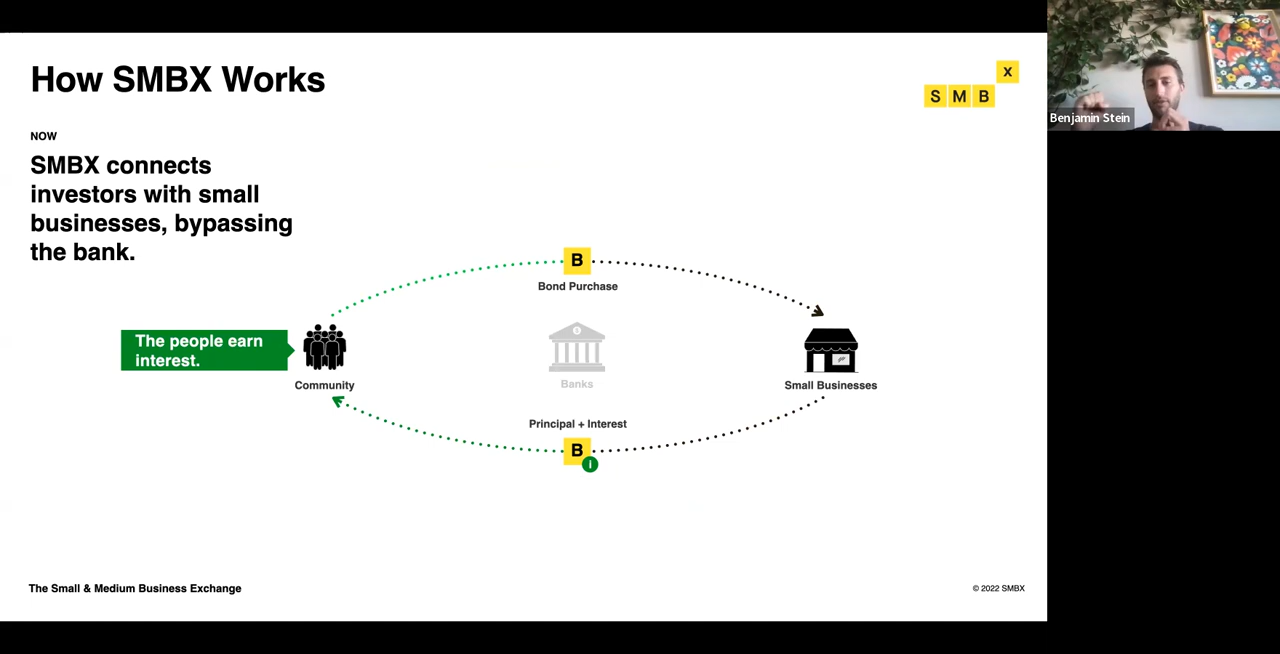 How SMBX Works
X
S M B
Benjamin Stein
NOW
SMBX connects
investors with small
businesses, bypassing
the bank.
B
Bond Purchase
The people earn
interest.
$
Community
Banks
Small Businesses
Principal + Interest
B
i
The Small & Medium Business Exchange
© 2022 SMBX